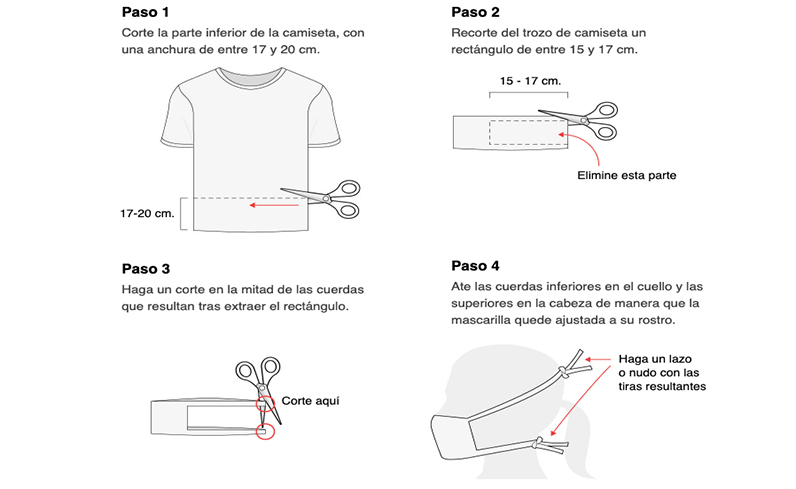 Paso 1
Corte la parte inferior de la camiseta, con
una anchura de entre 17 y 20 cm.
17-20 cm.
Paso 2
Recorte del trozo de camiseta un
rectángulo de entre 15 y 17 cm.
15 - 17 cm.
Elimine esta parte
Paso 3
Haga un corte en la mitad de las cuerdas
que resultan tras extraer el rectángulo.
Corte aquí
Paso 4
Ate las cuerdas inferiores en el cuello y las
superiores en la cabeza de manera que la
mascarilla quede ajustada a su rostro.
Haga un lazo
o nudo con las
tiras resultantes